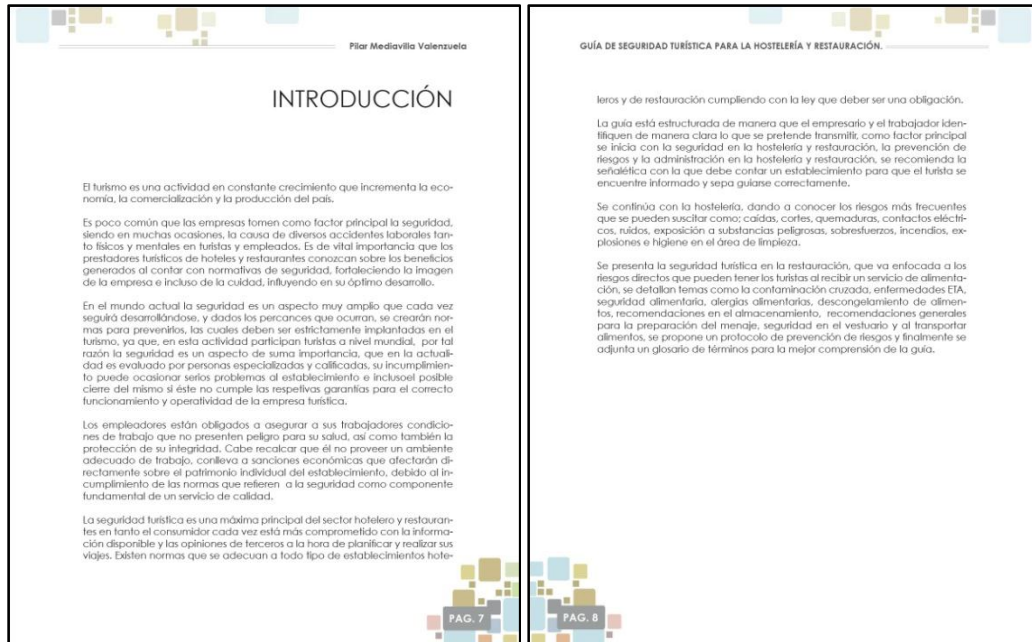 Pilar Mediavilla Valenzuela
INTRODUCCIÓN
El turismo es una actividad en constante crecimiento que incrementa la eco-
nomía, la comercialización y la producción del país.
Es poco común que las empresas tomen como factor principal la seguridad,
siendo en muchas ocasiones, la causa de diversos accidentes laborales tan-
to físicos y mentales en turistas y empleados. Es de vital importancia que los
prestadores turísticos de hoteles y restaurantes conozcan sobre los beneficios
generados al contar con normativas de seguridad, fortaleciendo la imagen
de la empresa e incluso de la cuidad, influyendo en su óptimo desarrollo.
En el mundo actual la seguridad es un aspecto muy amplio que cada vez
seguirá desarrollándose, y dados los percances que ocurran, se crearán nor-
mas para prevenirlos, las cuales deben ser estrictamente implantadas en el
turismo, ya que, en esta actividad participan turistas a nivel mundial, por tal
razón la seguridad es un aspecto de suma importancia, que en la actuali-
dad es evaluado por personas especializadas y calificadas, su incumplimien-
to puede ocasionar serios problemas al establecimiento e inclusoel posible
cierre del mismo si éste no cumple las respetivas garantías para el correcto
funcionamiento y operatividad de la empresa turística.
Los empleadores están obligados a asegurar a sus trabajadores condicio-
nes de trabajo que no presenten peligro para su salud, así como también la
protección de su integridad. Cabe recalcar que él no proveer un ambiente
adecuado de trabajo, conlleva a sanciones económicas que afectarán di-
rectamente sobre el patrimonio individual del establecimiento, debido al in-
cumplimiento de las normas que refieren a la seguridad como componente
fundamental de un servicio de calidad.
La seguridad turística es una máxima principal del sector hotelero y restauran-
tes en tanto el consumidor cada vez está más comprometido con la informa-
ción disponible y las opiniones de terceros a la hora de planificar y realizar sus
viajes. Existen normas que se adecuan a todo tipo de establecimientos hote-
PAG. 7
GUÍA DE SEGURIDAD TURÍSTICA PARA LA HOSTELERÍA Y RESTAURACIÓN.
leros y de restauración cumpliendo con la ley que deber ser una obligación.
La guía está estructurada de manera que el empresario y el trabajador iden-
tifiquen de manera clara lo que se pretende transmitir, como factor principal
se inicia con la seguridad en la hostelería y restauración, la prevención de
riesgos y la administración en la hostelería y restauración, se recomienda la
señalética con la que debe contar un establecimiento para que el turista se
encuentre informado y sepa guiarse correctamente.
Se continúa con la hostelería, dando a conocer los riesgos más frecuentes
que se pueden suscitar como; caídas, cortes, quemaduras, contactos eléctri-
cos, ruidos, exposición a substancias peligrosas, sobresfuerzos, incendios, ex-
plosiones e higiene en el área de limpieza.
Se presenta la seguridad turística en la restauración, que va enfocada a los
riesgos directos que pueden tener los turistas al recibir un servicio de alimenta-
ción, se detallan temas como la contaminación cruzada, enfermedades ETA,
seguridad alimentaria, alergias alimentarias, descongelamiento de alimen-
tos, recomendaciones en el almacenamiento, recomendaciones generales
para la preparación del menaje, seguridad en el vestuario y al transportar
alimentos, se propone un protocolo de prevención de riesgos y finalmente se
adjunta un glosario de términos para la mejor comprensión de la guía.
PAG. 8